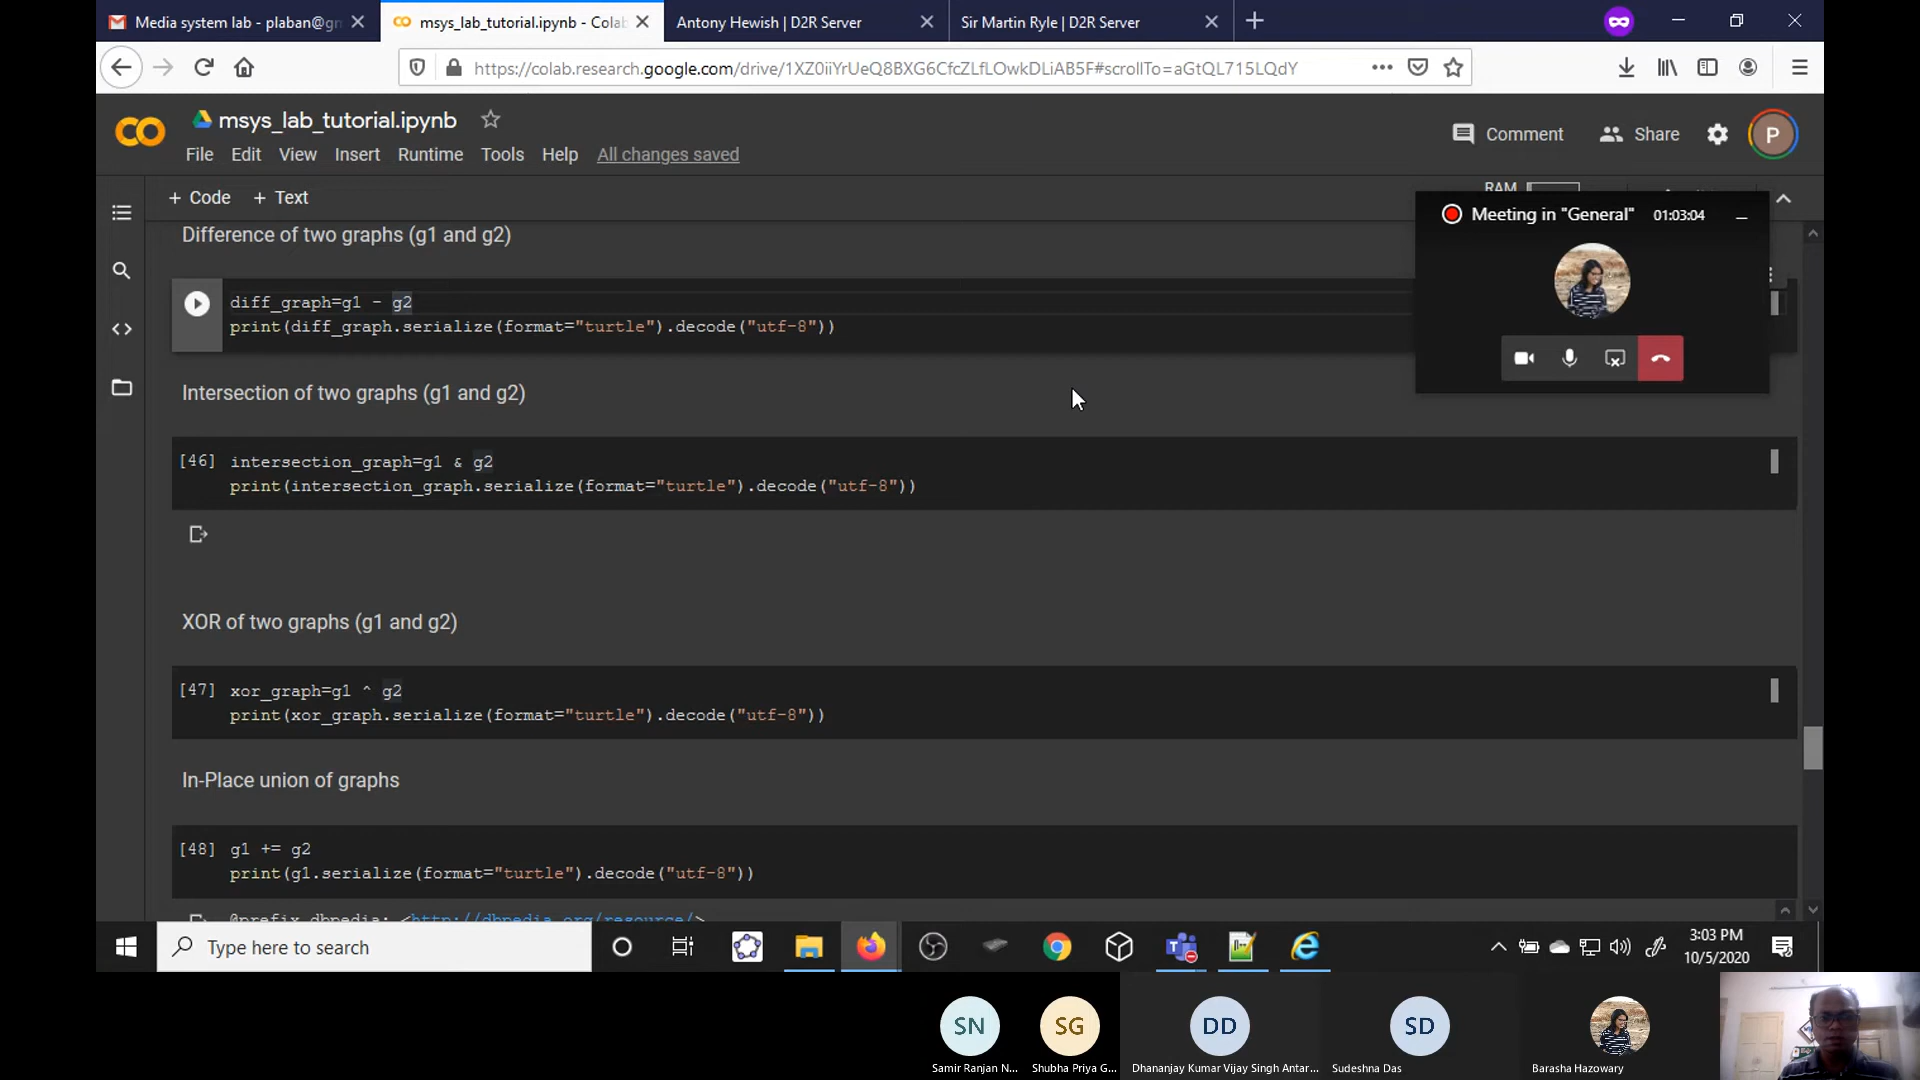 Media system lab - plaban@gm
msys_lab_tutorial.ipynb - Colab
Antony Hewish | D2R Server
Sir Martin Ryle | D2R Server
https://colab.research.google.com/drive/1XZ0iiYrUeQ8BXG6CfcZLfLOwkDLiAB5F#scrollTo=aGtQL715LQdY
msys_lab_tutorial.ipynb
Comment
Share
P
File Edit View Insert Runtime Tools Help All changes saved
+ Code + Text
RAM
Meeting in "General" 01:03:04
Difference of two graphs (g1 and g2)
diff_graph=g1 - g2
print(diff_graph.serialize(format="turtle").decode("utf-8"))
Intersection of two graphs (g1 and g2)
[46] intersection_graph=g1 & g2
print(intersection_graph.serialize(format="turtle").decode("utf-8"))
XOR of two graphs (g1 and g2)
[47] xor_graph=g1 ^ g2
print(xor_graph.serialize(format="turtle").decode("utf-8"))
In-Place union of graphs
[48] g1 += g2
print(g1.serialize(format="turtle").decode("utf-8"))
@prefix dbpedia: <http://dbpedia.org/resource/>
Type here to search
3:03 PM
10/5/2020
SN
SG
DD
SD
Samir Ranjan N...
Shubha Priya G...
Dhananjay Kumar Vijay Singh Antar...
Sudeshna Das
Barasha Hazowary